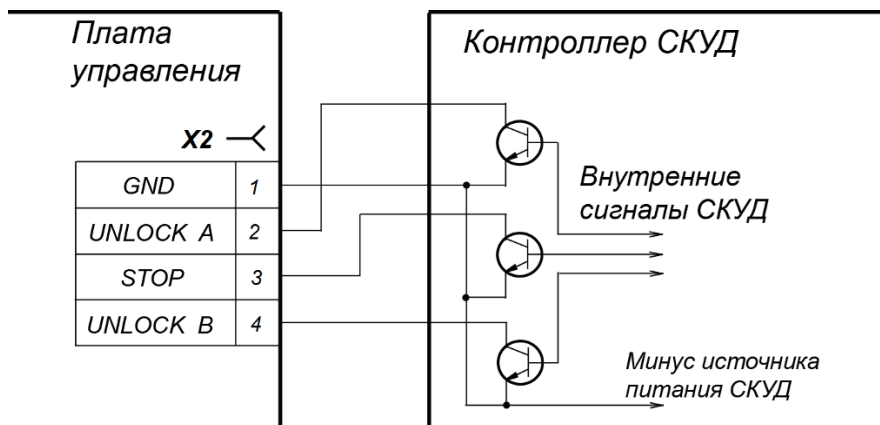 Плата
управления
Контроллер СКУД
X2
GND 1
UNLOCK A 2
STOP 3
UNLOCK B 4
Внутренние
сигналы СКУД
Минус источника
питания СКУД